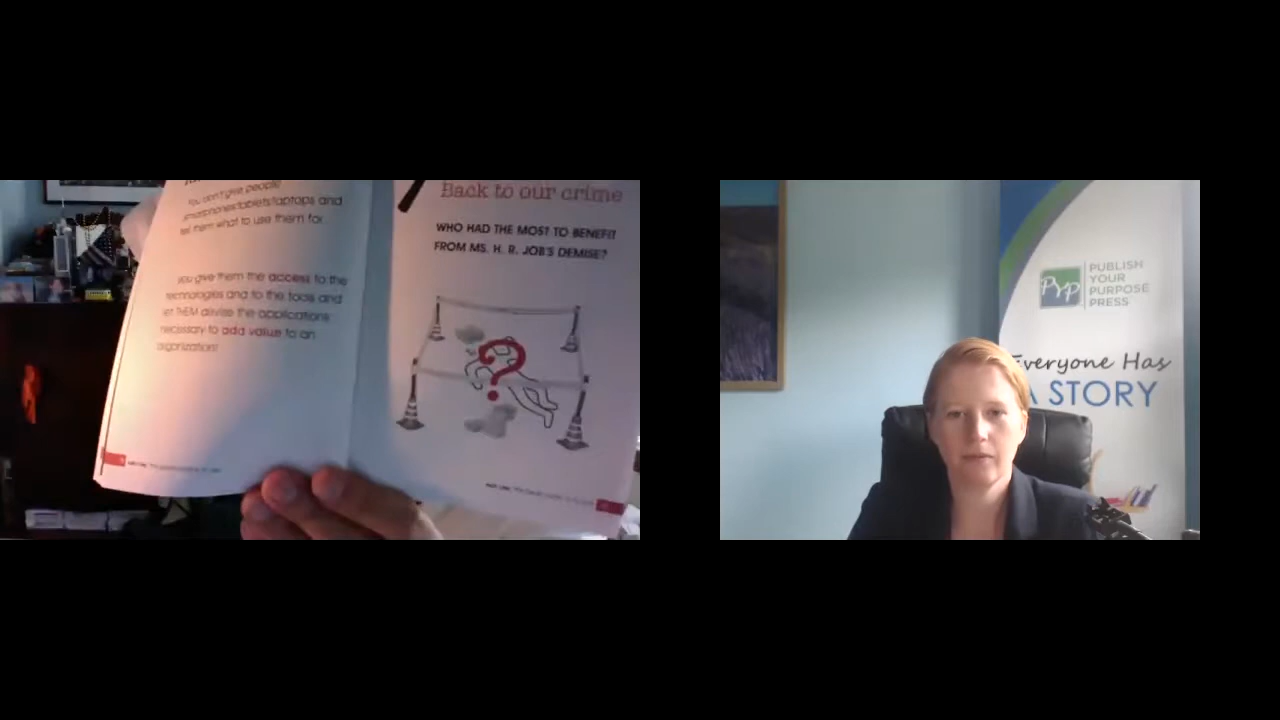 You don't give people
smartphones/tablets/laptops and
tell them what to use them for.
you give them the access to the
technologies and to the tools and
let THEM devise the applications
necessary to add value to an
organization!
Back to our crime
WHO HAD THE MOST TO BENEFIT
FROM MS. H. R. JOB'S DEMISE?
?
PYP
PUBLISH
YOUR
PURPOSE
PRESS
Everyone Has
A STORY